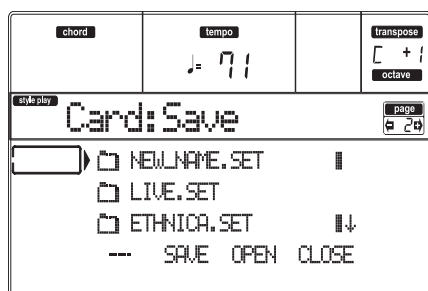 chord
tempo
transpose
♩= 71
[ +1
octave
style play
Card:Save
page
2
NEW_NAME.SET
LIVE.SET
ETHNICA.SET
--- SAVE OPEN CLOSE